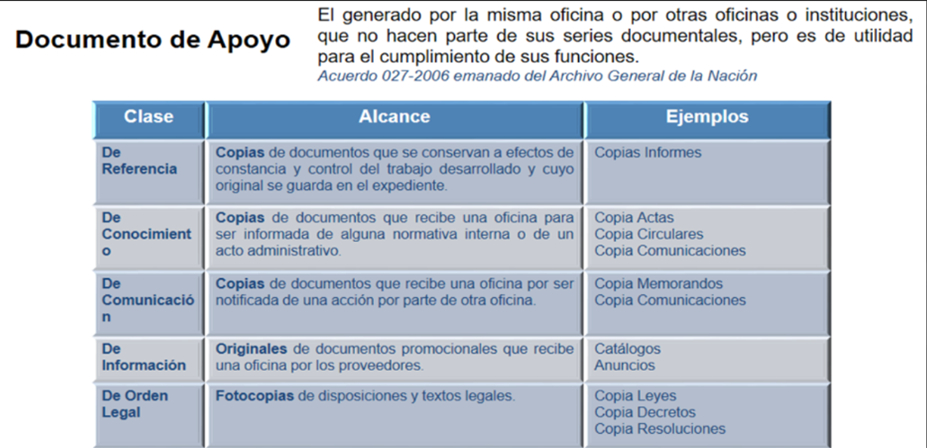 Documento de Apoyo
El generado por la misma oficina o por otras oficinas o instituciones,
que no hacen parte de sus series documentales, pero es de utilidad
para el cumplimiento de sus funciones.
Acuerdo 027-2006 emanado del Archivo General de la Nación
Clase
Alcance
Ejemplos
De
Referencia
Copias de documentos que se conservan a efectos de
constancia y control del trabajo desarrollado y cuyo
original se guarda en el expediente.
Copias Informes
De
Conocimient
o
Copias de documentos que recibe una oficina para
ser informada de alguna normativa interna o de un
acto administrativo.
Copia Actas
Copia Circulares
Copia Comunicaciones
De
Comunicació
n
Copias de documentos que recibe una oficina por ser
notificada de una acción por parte de otra oficina.
Copia Memorandos
Copia Comunicaciones
De
Información
Originales de documentos promocionales que recibe
una oficina por los proveedores.
Catálogos
Anuncios
De Orden
Legal
Fotocopias de disposiciones y textos legales.
Copia Leyes
Copia Decretos
Copia Resoluciones